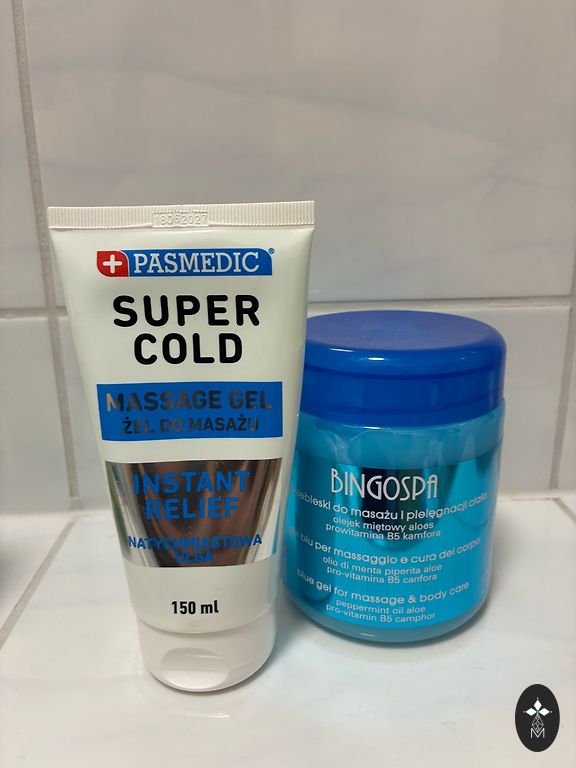 18062027
PASMEDIC®
SUPER
COLD
MASSAGE GEL
ŻEL DO MASAŻU
INSTANT
RELIEF
NATYCHMIASTOWA
ULGA
150 ml
BINGOSPA
do masażu i pielęgnacji ciała
olejek miętowy aloes
prowitamina B5 kamfora
blu per massaggio e cura del corpo
olio di menta piperita aloe
pro-vitamina B5 canfora
blue gel for massage & body care
peppermint oil aloe
pro-vitamin B5 camphor
M